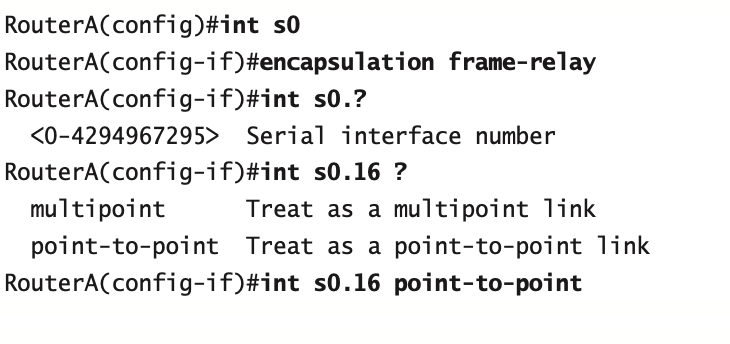 RouterA(config)#int s0
RouterA(config-if)#encapsulation frame-relay
RouterA(config-if)#int s0.?
  <0-4294967295>  Serial interface number
RouterA(config-if)#int s0.16 ?
  multipoint      Treat as a multipoint link
  point-to-point  Treat as a point-to-point link
RouterA(config-if)#int s0.16 point-to-point